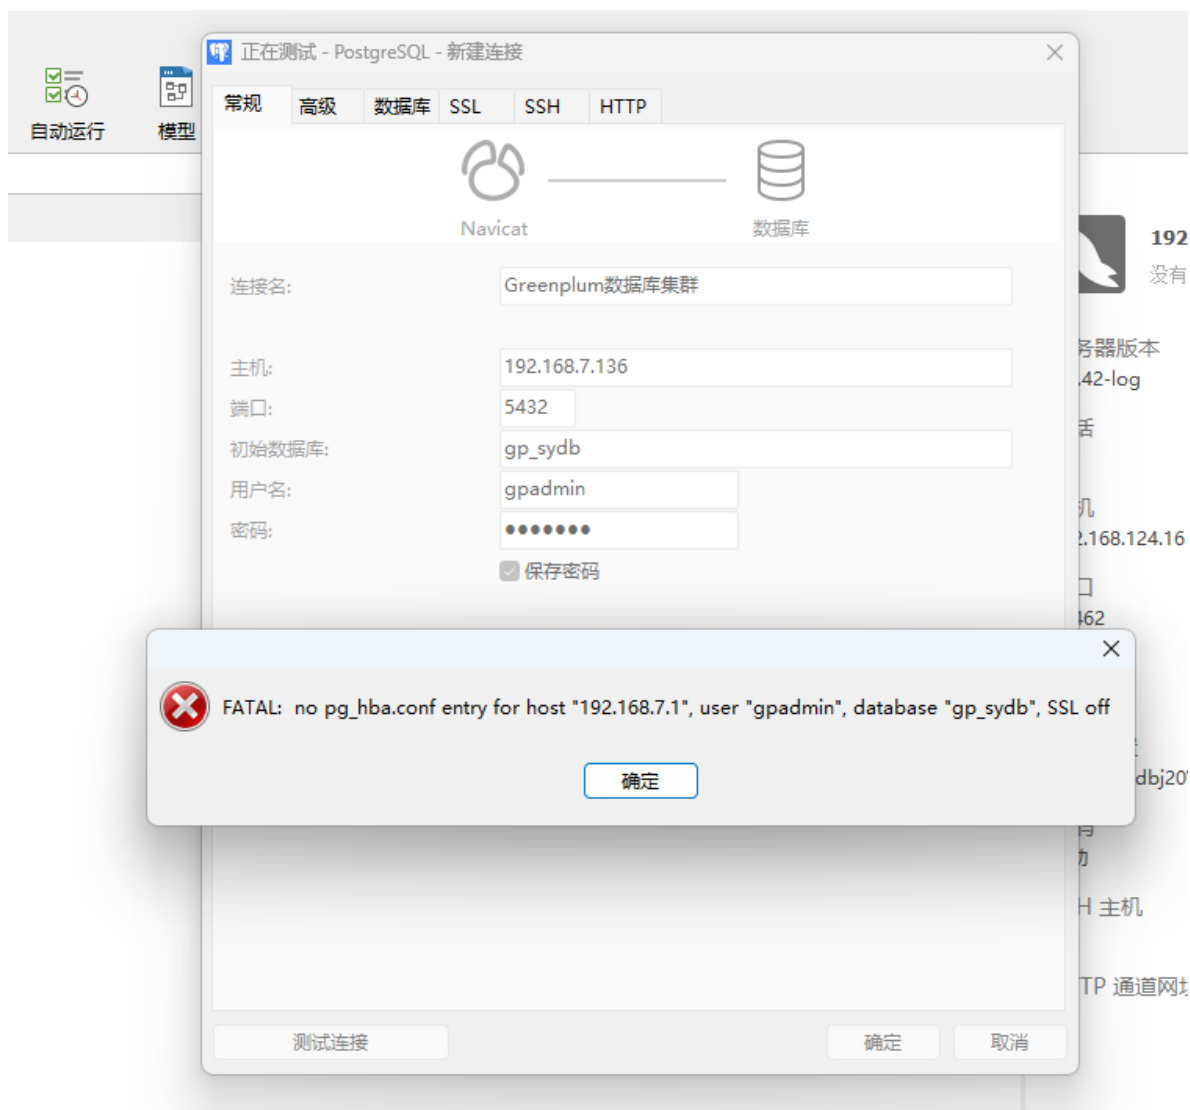 正在测试 - PostgreSQL - 新建连接
自动运行
模型
常规
高级
数据库
SSL
SSH
HTTP
Navicat
数据库
192
没有
连接名:
Greenplum数据库集群
主机:
192.168.7.136
务器版本
.42-log
端口:
5432
活
初始数据库:
gp_sydb
用户名:
gpadmin
机
密码:
●●●●●●●
2.168.124.16
保存密码
口
462
FATAL: no pg_hba.conf entry for host "192.168.7.1", user "gpadmin", database "gp_sydb", SSL off
确定
dbj20
H 主机
TP 通道网址
测试连接
确定
取消